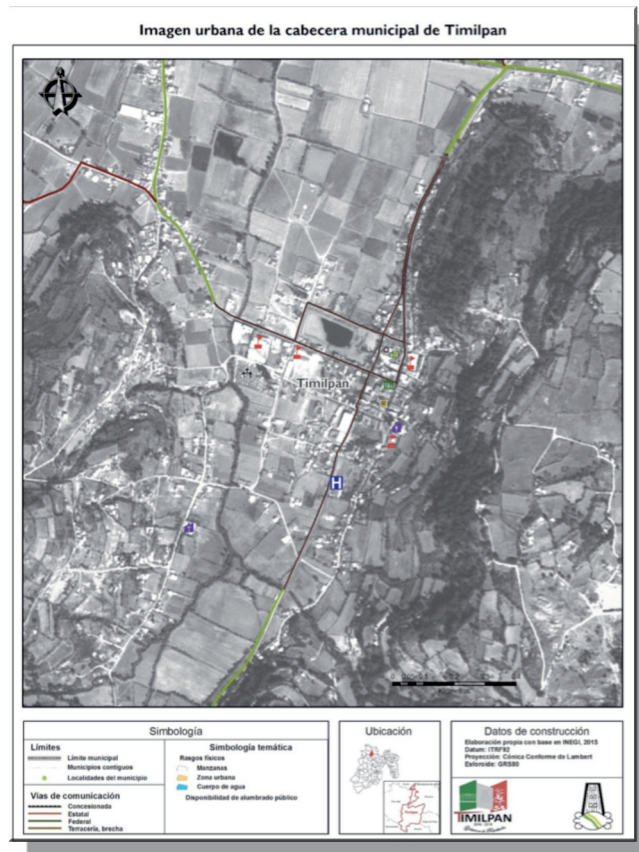 Imagen urbana de la cabecera municipal de Timilpan
Timilpan
H
Simbología
Límites
Límite municipal
Municipios contiguos
Localidades del municipio
Vías de comunicación
Concesionada
Estatal
Federal
Terracería, brecha
Simbología temática
Rasgos físicos
Manzanas
Zona urbana
Cuerpo de agua
Disponibilidad de alumbrado público
Ubicación
Datos de construcción
Elaboración propia con base en INEGI, 2015
Datum: ITRF92
Proyección: Cónica Conforme de Lambert
Esferoide: GRS80
TIMILPAN